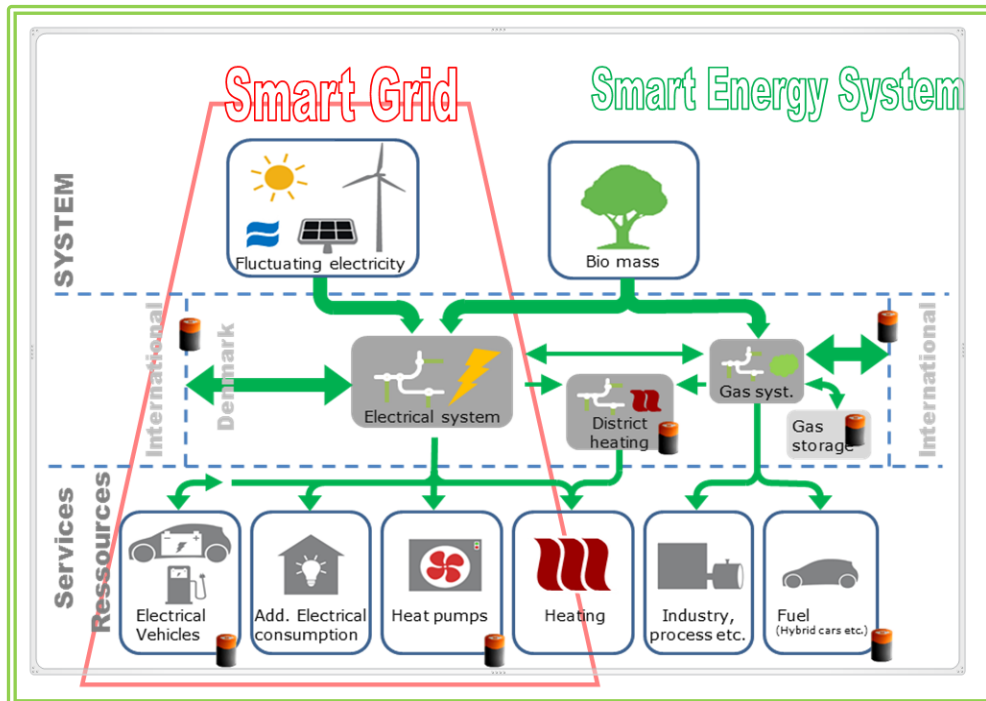 Smart Grid
Smart Energy System
SYSTEM
Fluctuating electricity
Bio mass
International
Denmark
Electrical system
District
heating
Gas syst.
Gas
storage
International
Services
Ressources
Electrical
Vehicles
Add. Electrical
consumption
Heat pumps
Heating
Industry,
process etc.
Fuel
(Hybrid cars etc.)